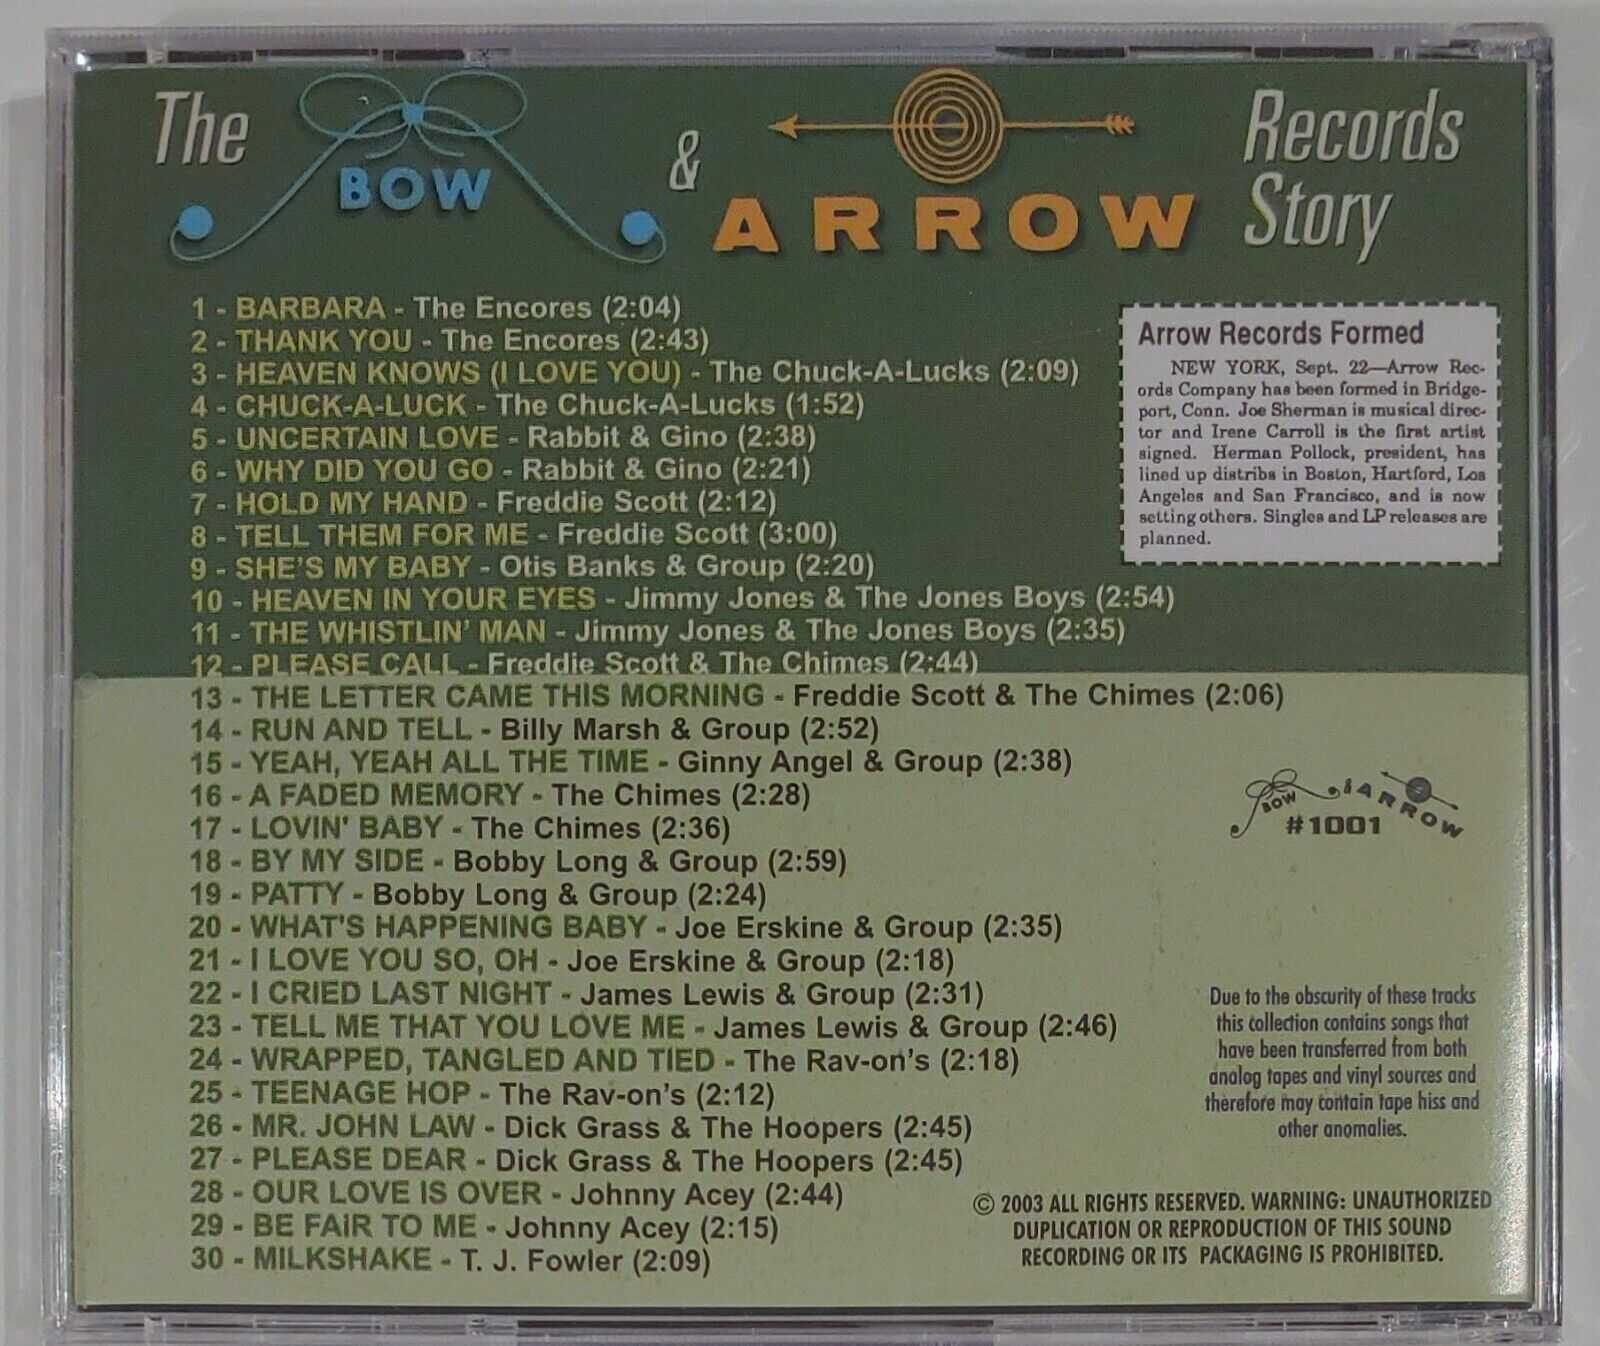 The BOW & ARROW Records Story
1 - BARBARA - The Encores (2:04)
2 - THANK YOU - The Encores (2:43)
3 - HEAVEN KNOWS (I LOVE YOU) - The Chuck-A-Lucks (2:09)
4 - CHUCK-A-LUCK - The Chuck-A-Lucks (1:52)
5 - UNCERTAIN LOVE - Rabbit & Gino (2:38)
6 - WHY DID YOU GO - Rabbit & Gino (2:21)
7 - HOLD MY HAND - Freddie Scott (2:12)
8 - TELL THEM FOR ME - Freddie Scott (3:00)
9 - SHE'S MY BABY - Otis Banks & Group (2:20)
10 - HEAVEN IN YOUR EYES - Jimmy Jones & The Jones Boys (2:54)
11 - THE WHISTLIN' MAN - Jimmy Jones & The Jones Boys (2:35)
12 - PLEASE CALL - Freddie Scott & The Chimes (2:44)
13 - THE LETTER CAME THIS MORNING - Freddie Scott & The Chimes (2:06)
14 - RUN AND TELL - Billy Marsh & Group (2:52)
15 - YEAH, YEAH ALL THE TIME - Ginny Angel & Group (2:38)
16 - A FADED MEMORY - The Chimes (2:28)
17 - LOVIN' BABY - The Chimes (2:36)
18 - BY MY SIDE - Bobby Long & Group (2:59)
19 - PATTY - Bobby Long & Group (2:24)
20 - WHAT'S HAPPENING BABY - Joe Erskine & Group (2:35)
21 - I LOVE YOU SO, OH - Joe Erskine & Group (2:18)
22 - I CRIED LAST NIGHT - James Lewis & Group (2:31)
23 - TELL ME THAT YOU LOVE ME - James Lewis & Group (2:46)
24 - WRAPPED, TANGLED AND TIED - The Rav-on's (2:18)
25 - TEENAGE HOP - The Rav-on's (2:12)
26 - MR. JOHN LAW - Dick Grass & The Hoopers (2:45)
27 - PLEASE DEAR - Dick Grass & The Hoopers (2:45)
28 - OUR LOVE IS OVER - Johnny Acey (2:44)
29 - BE FAIR TO ME - Johnny Acey (2:15)
30 - MILKSHAKE - T. J. Fowler (2:09)
Arrow Records Formed
NEW YORK, Sept. 22—Arrow Rec-
ords Company has been formed in Bridge-
port, Conn. Joe Sherman is musical direc-
tor and Irene Carroll is the first artist
signed. Herman Pollock, president, has
lined up distribs in Boston, Hartford, Los
Angeles and San Francisco, and is now
setting others. Singles and LP releases are
planned.
BOW & ARROW
#1001
Due to the obscurity of these tracks
this collection contains songs that
have been transferred from both
analog tapes and vinyl sources and
therefore may contain tape hiss and
other anomalies.
© 2003 ALL RIGHTS RESERVED. WARNING: UNAUTHORIZED
DUPLICATION OR REPRODUCTION OF THIS SOUND
RECORDING OR ITS PACKAGING IS PROHIBITED.